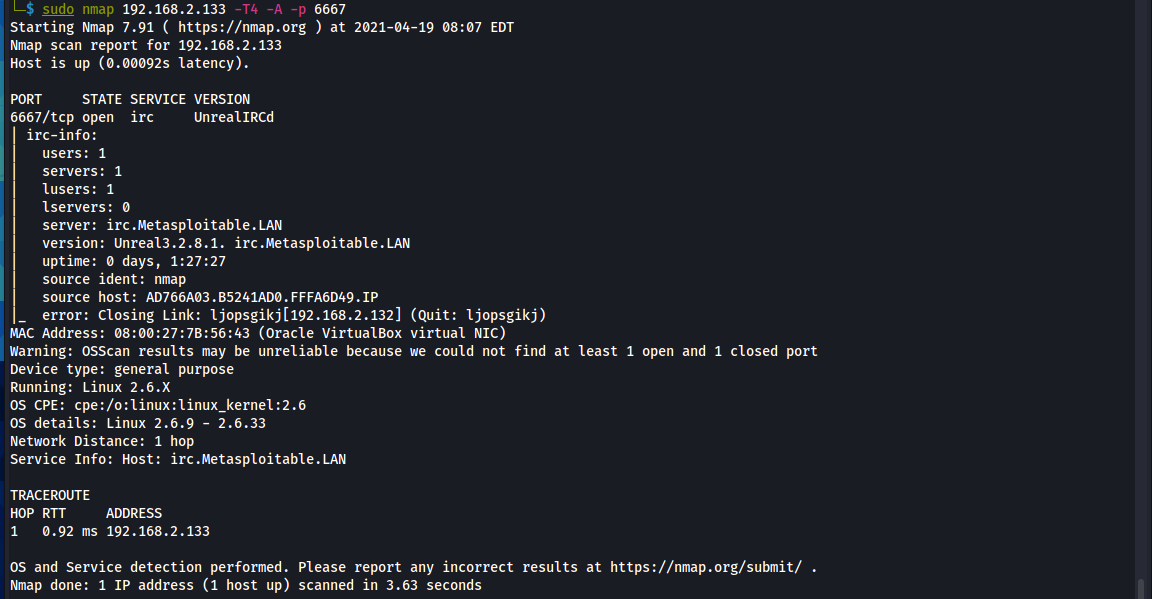 └─$ sudo nmap 192.168.2.133 -T4 -A -p 6667
Starting Nmap 7.91 ( https://nmap.org ) at 2021-04-19 08:07 EDT
Nmap scan report for 192.168.2.133
Host is up (0.00092s latency).

PORT     STATE SERVICE VERSION
6667/tcp open  irc     UnrealIRCd
| irc-info:
|   users: 1
|   servers: 1
|   lusers: 1
|   lservers: 0
|   server: irc.Metasploitable.LAN
|   version: Unreal3.2.8.1. irc.Metasploitable.LAN
|   uptime: 0 days, 1:27:27
|   source ident: nmap
|   source host: AD766A03.B5241AD0.FFFA6D49.IP
|_  error: Closing Link: ljopsgikj[192.168.2.132] (Quit: ljopsgikj)
MAC Address: 08:00:27:7B:56:43 (Oracle VirtualBox virtual NIC)
Warning: OSScan results may be unreliable because we could not find at least 1 open and 1 closed port
Device type: general purpose
Running: Linux 2.6.X
OS CPE: cpe:/o:linux:linux_kernel:2.6
OS details: Linux 2.6.9 - 2.6.33
Network Distance: 1 hop
Service Info: Host: irc.Metasploitable.LAN

TRACEROUTE
HOP RTT     ADDRESS
1   0.92 ms 192.168.2.133

OS and Service detection performed. Please report any incorrect results at https://nmap.org/submit/ .
Nmap done: 1 IP address (1 host up) scanned in 3.63 seconds